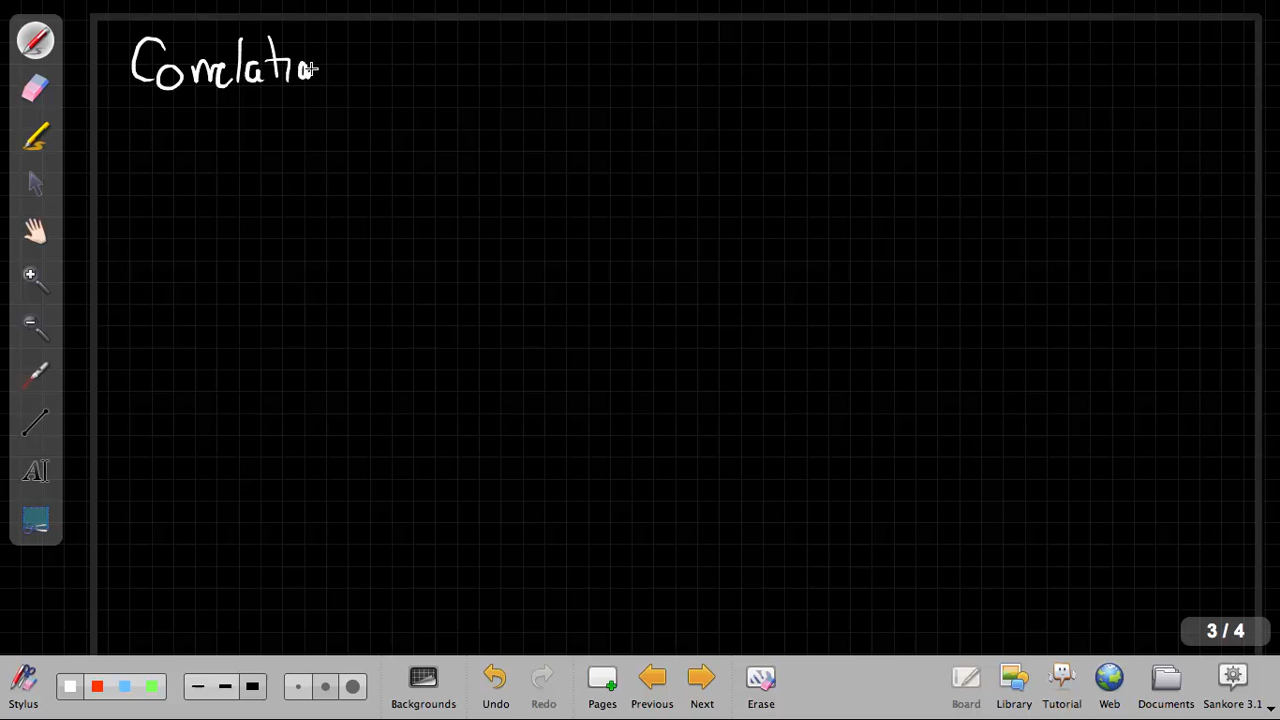 Correlatio
AI
3 / 4
Stylus
Backgrounds
Undo
Redo
Pages
Previous
Next
Erase
Board
Library
Tutorial
Web
Documents
Sankore 3.1